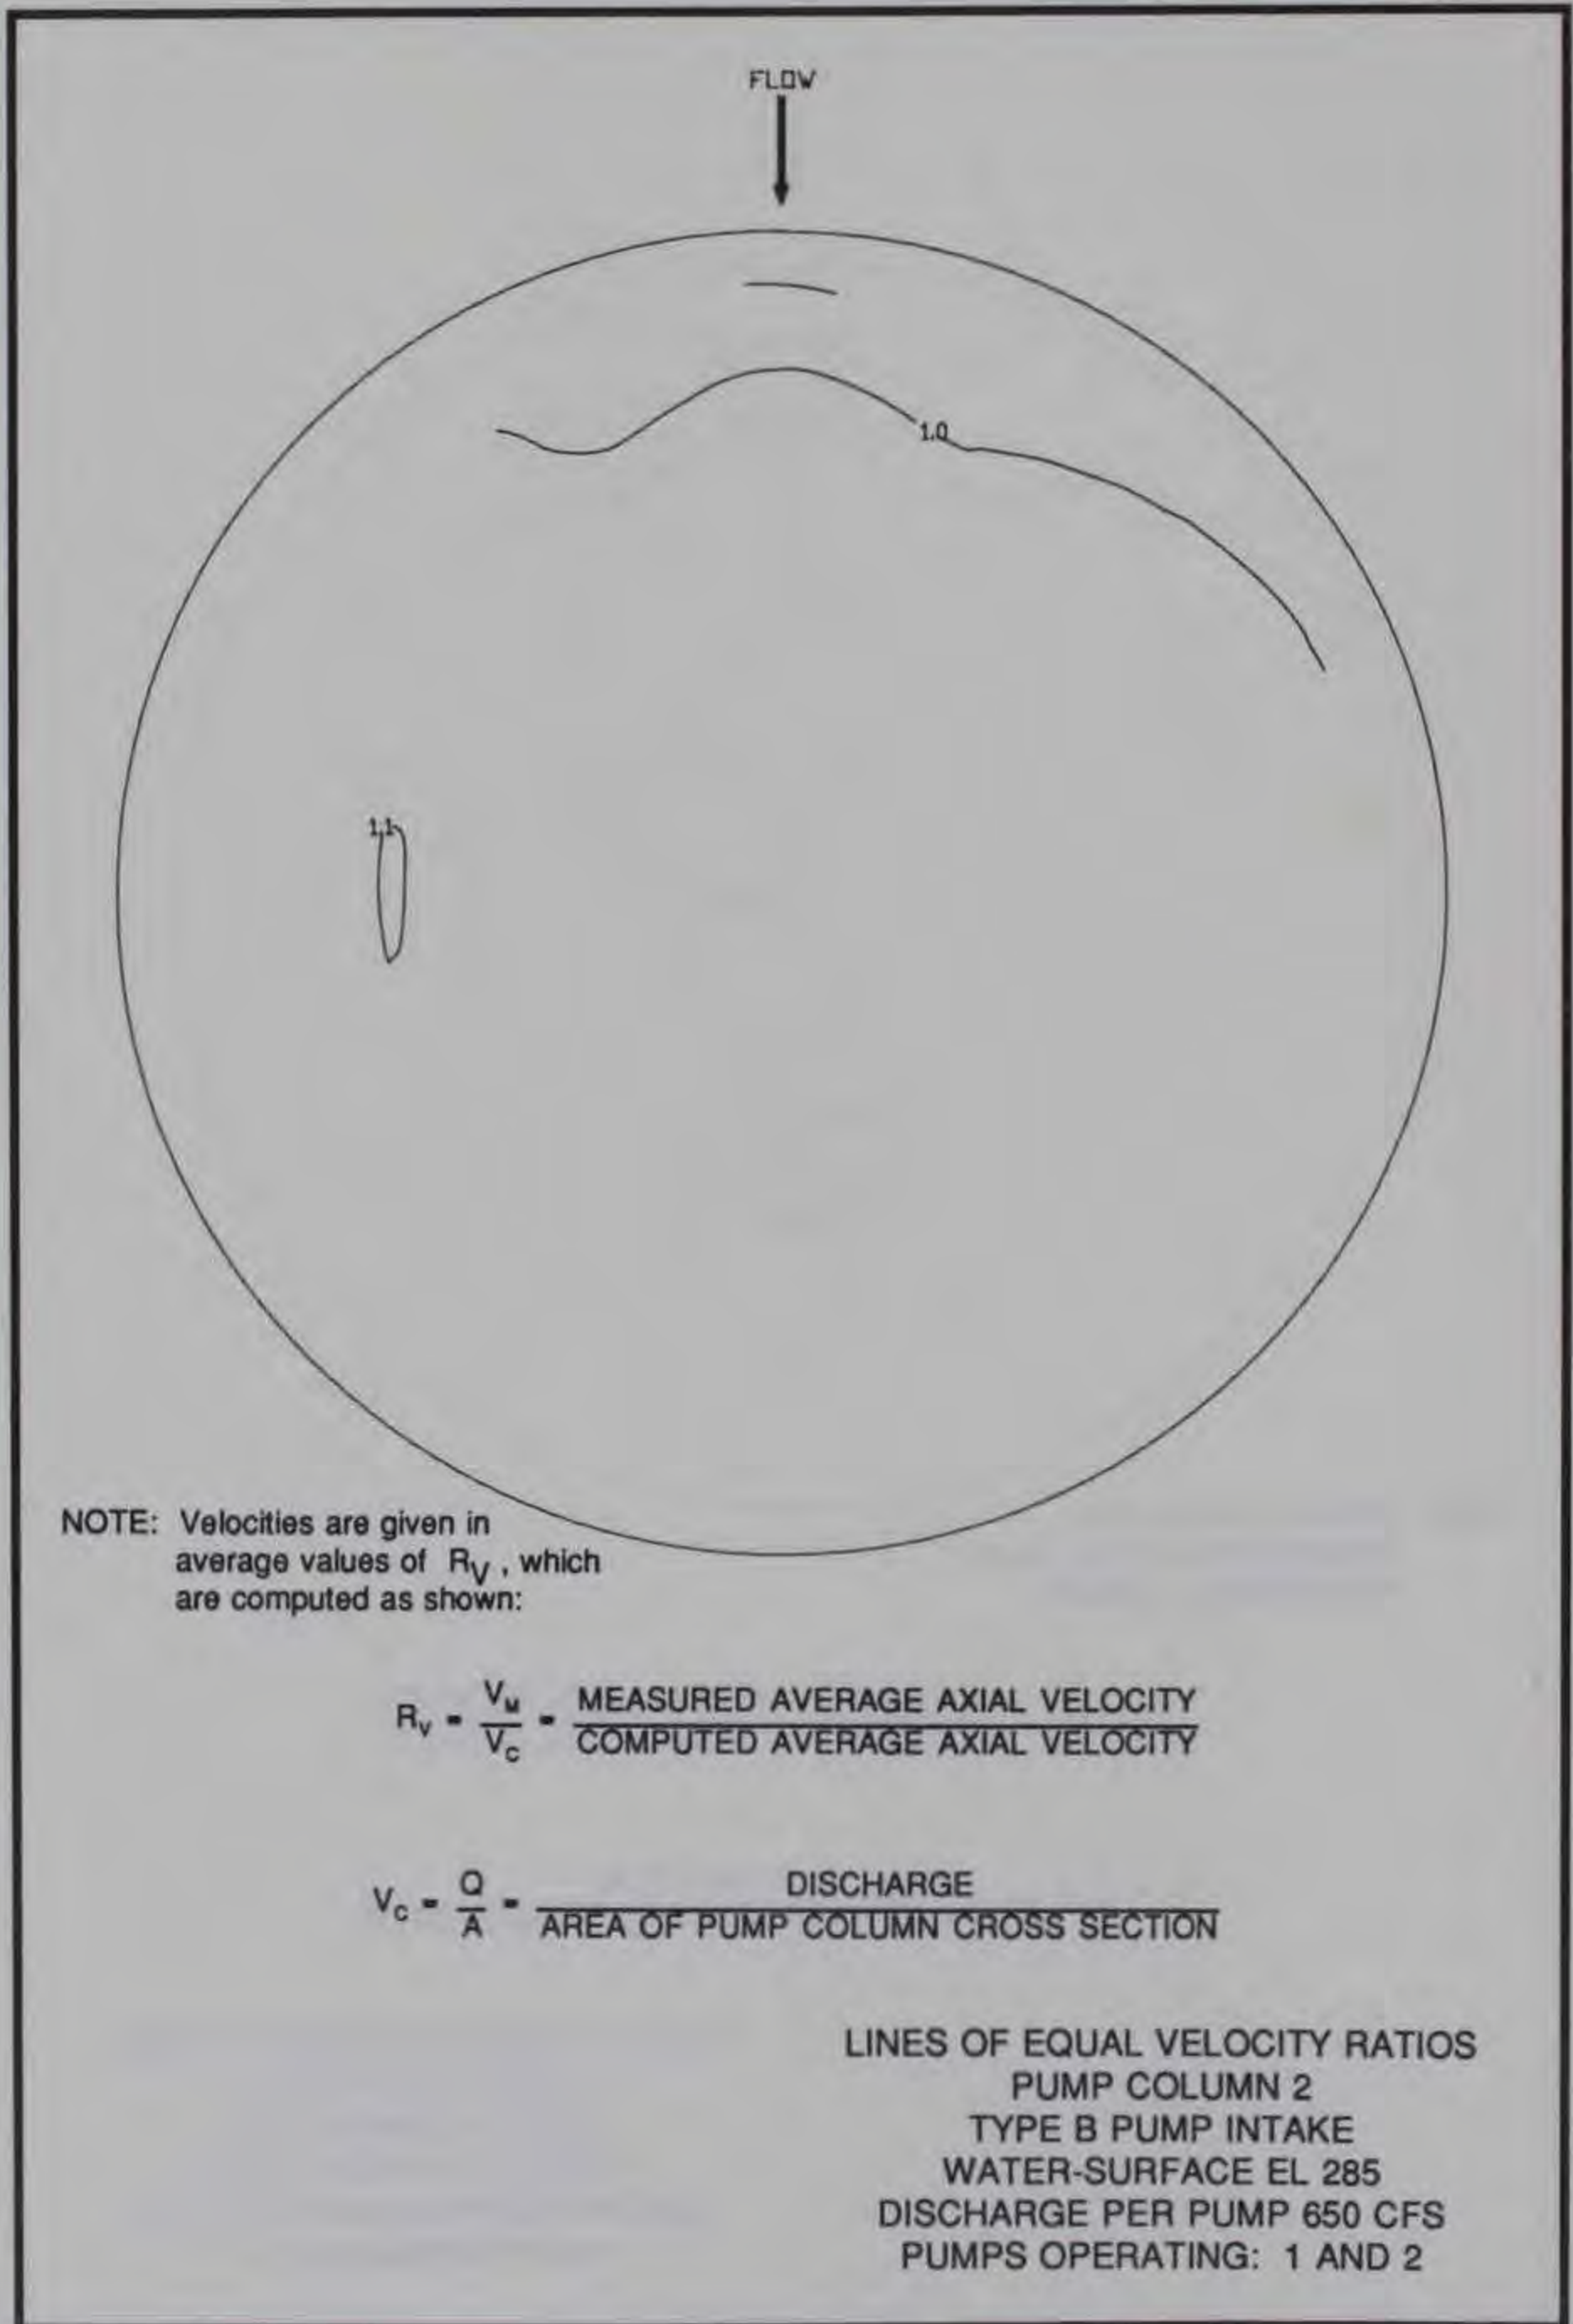 FLOW
1.0
1.1
NOTE: Velocities are given in
average values of R_V, which
are computed as shown:
R_V = V_M / V_C = MEASURED AVERAGE AXIAL VELOCITY / COMPUTED AVERAGE AXIAL VELOCITY
V_C = Q / A = DISCHARGE / AREA OF PUMP COLUMN CROSS SECTION
LINES OF EQUAL VELOCITY RATIOS
PUMP COLUMN 2
TYPE B PUMP INTAKE
WATER-SURFACE EL 285
DISCHARGE PER PUMP 650 CFS
PUMPS OPERATING: 1 AND 2